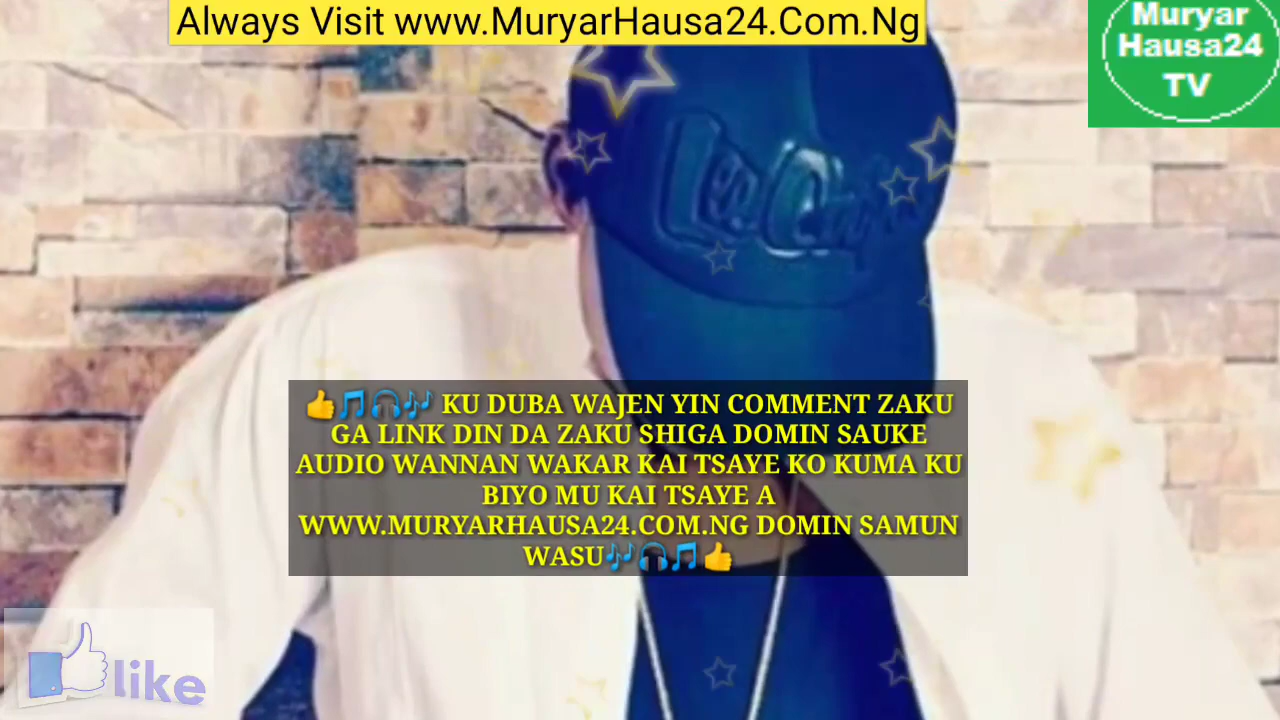 Always Visit www.MuryarHausa24.Com.Ng
Muryar
Hausa24
TV
👍🎵🎧🎶 KU DUBA WAJEN YIN COMMENT ZAKU
GA LINK DIN DA ZAKU SHIGA DOMIN SAUKE
AUDIO WANNAN WAKAR KAI TSAYE KO KUMA KU
BIYO MU KAI TSAYE A
WWW.MURYARHAUSA24.COM.NG DOMIN SAMUN
WASU🎶🎧🎵👍
like